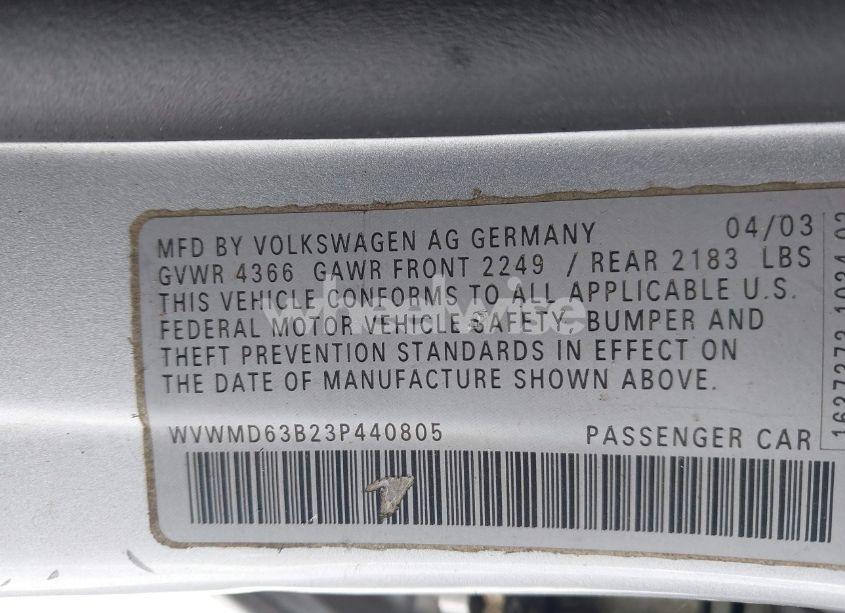 MFD BY VOLKSWAGEN AG GERMANY 04/03
GVWR 4366 GAWR FRONT 2249 / REAR 2183 LBS
THIS VEHICLE CONFORMS TO ALL APPLICABLE U.S.
FEDERAL MOTOR VEHICLE SAFETY, BUMPER AND
THEFT PREVENTION STANDARDS IN EFFECT ON
THE DATE OF MANUFACTURE SHOWN ABOVE.
WVWMD63B23P440805 PASSENGER CAR
wheelwise